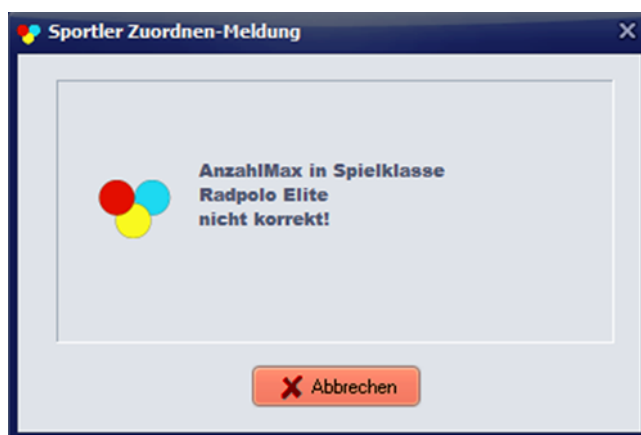 Sportler Zuordnen-Meldung
AnzahlMax in Spielklasse
Radpolo Elite
nicht korrekt!
Abbrechen